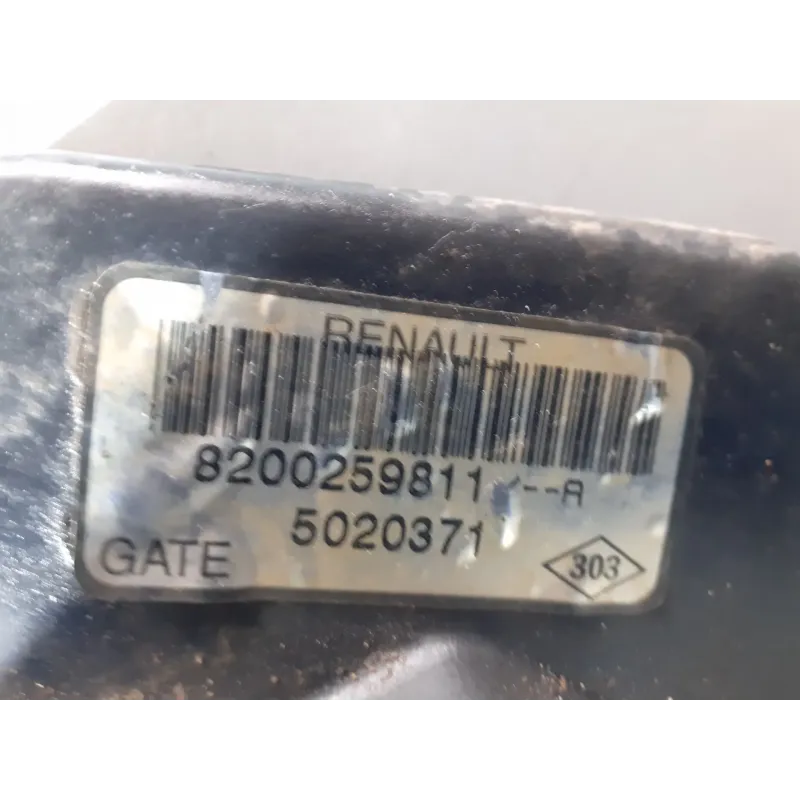 RENAULT
8200259811 ---A
5020371
GATE
303